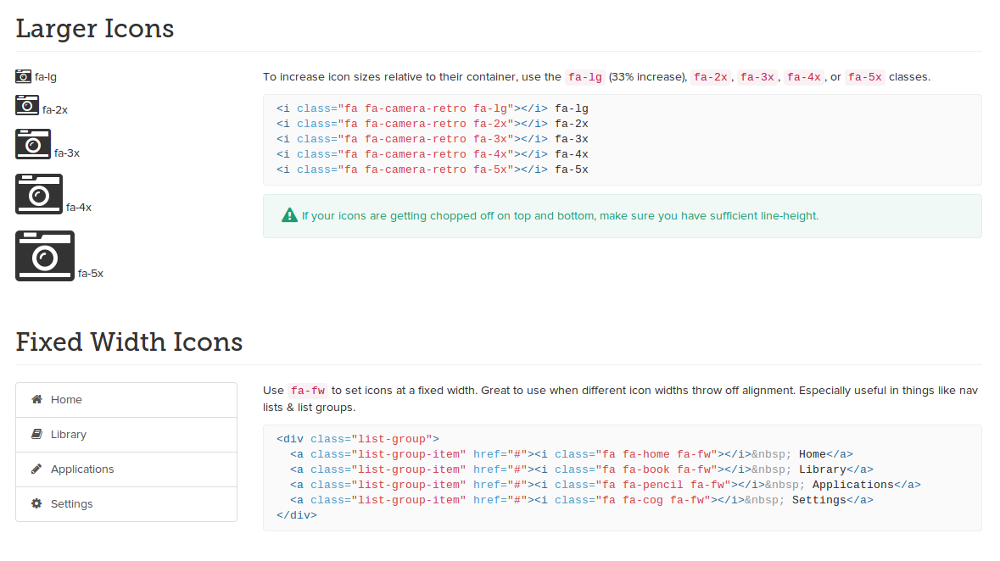 Larger Icons
fa-lg
fa-2x
fa-3x
fa-4x
fa-5x
To increase icon sizes relative to their container, use the fa-lg (33% increase), fa-2x, fa-3x, fa-4x, or fa-5x classes.
<i class="fa fa-camera-retro fa-lg"></i> fa-lg
<i class="fa fa-camera-retro fa-2x"></i> fa-2x
<i class="fa fa-camera-retro fa-3x"></i> fa-3x
<i class="fa fa-camera-retro fa-4x"></i> fa-4x
<i class="fa fa-camera-retro fa-5x"></i> fa-5x
If your icons are getting chopped off on top and bottom, make sure you have sufficient line-height.
Fixed Width Icons
Home
Library
Applications
Settings
Use fa-fw to set icons at a fixed width. Great to use when different icon widths throw off alignment. Especially useful in things like nav
lists & list groups.
<div class="list-group">
  <a class="list-group-item" href="#"><i class="fa fa-home fa-fw"></i>&nbsp; Home</a>
  <a class="list-group-item" href="#"><i class="fa fa-book fa-fw"></i>&nbsp; Library</a>
  <a class="list-group-item" href="#"><i class="fa fa-pencil fa-fw"></i>&nbsp; Applications</a>
  <a class="list-group-item" href="#"><i class="fa fa-cog fa-fw"></i>&nbsp; Settings</a>
</div>